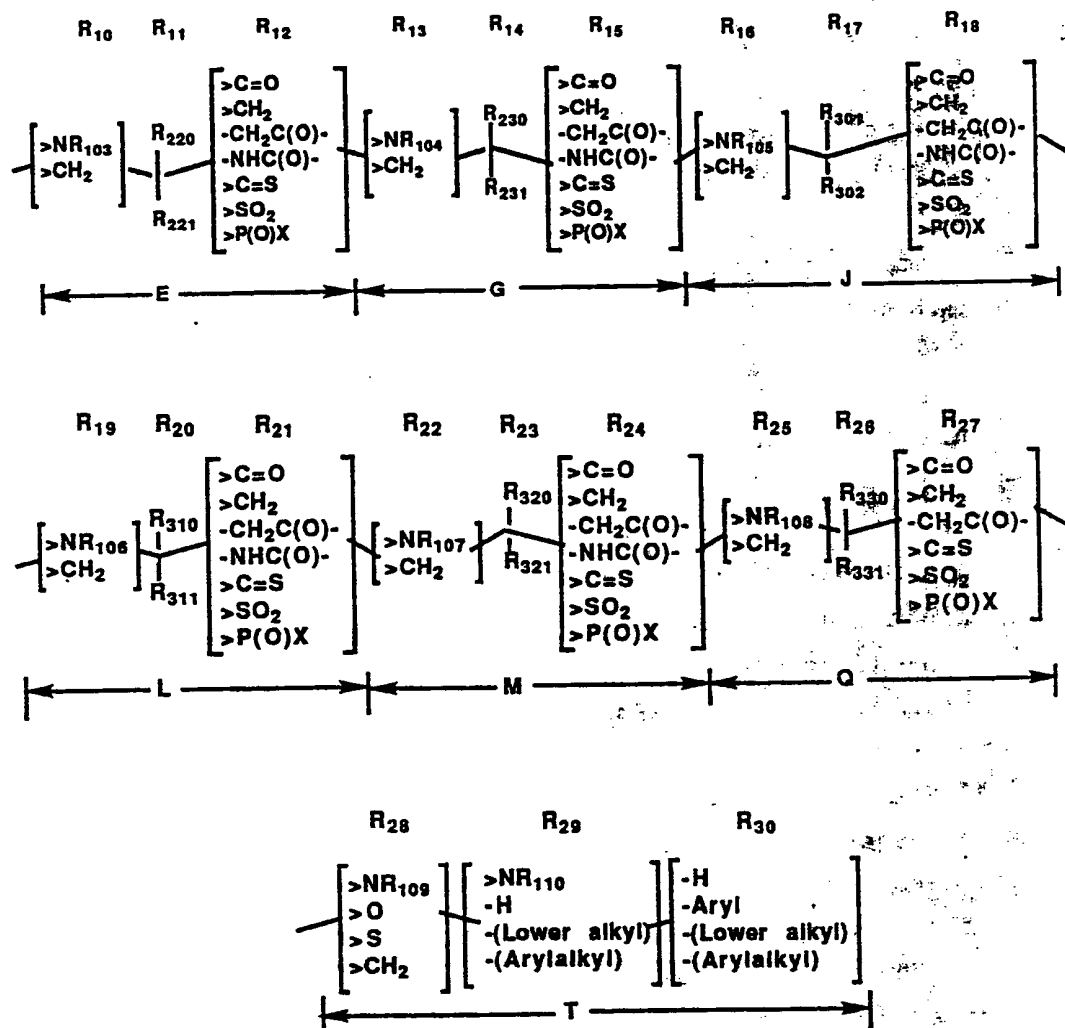 R10 R11 R12 R13 R14 R15 R16 R17 R18
>C=O >C=O >C=O
>CH2 >CH2 >CH2
>NR103 R220 -CH2C(O)- >NR104 R230 -CH2C(O)- >NR105 R301 -CH2C(O)-
>CH2 -NHC(O)- >CH2 -NHC(O)- >CH2 -NHC(O)-
R221 >C=S R231 >C=S R302 >C=S
>SO2 >SO2 >SO2
>P(O)X >P(O)X >P(O)X
E G J
R19 R20 R21 R22 R23 R24 R25 R26 R27
>C=O >C=O >C=O
>CH2 R320 >CH2 R330 >CH2
>NR106 R310 -CH2C(O)- >NR107 -CH2C(O)- >NR108 -CH2C(O)-
>CH2 -NHC(O)- >CH2 R321 -NHC(O)- >CH2 R331 >C=S
R311 >C=S >C=S >SO2
>SO2 >SO2 >P(O)X
>P(O)X >P(O)X
L M Q
R28 R29 R30
>NR109 >NR110 -H
>O -H -Aryl
>S -(Lower alkyl) -(Lower alkyl)
>CH2 -(Arylalkyl) -(Arylalkyl)
T